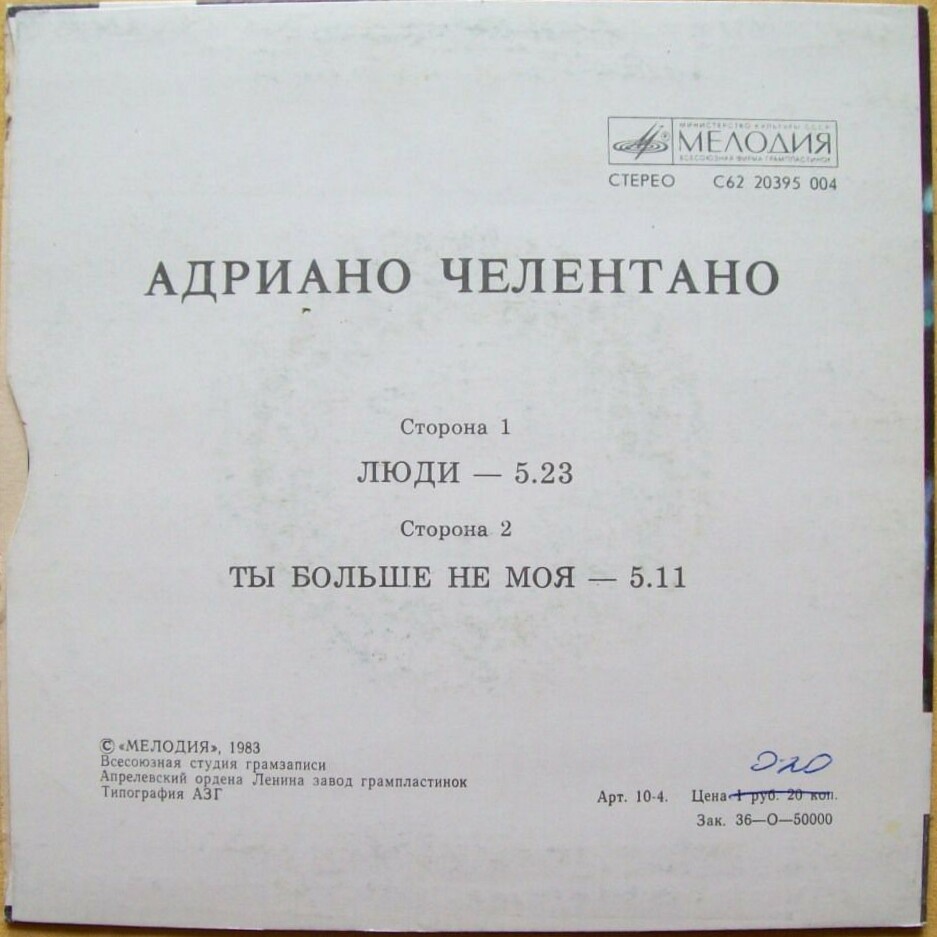 МИНИСТЕРСТВО КУЛЬТУРЫ СССР
МЕЛОДИЯ
ВСЕСОЮЗНАЯ ФИРМА ГРАМПЛАСТИНОК
СТЕРЕО С62 20395 004
АДРИАНО ЧЕЛЕНТАНО
Сторона 1
ЛЮДИ — 5.23
Сторона 2
ТЫ БОЛЬШЕ НЕ МОЯ — 5.11
© «МЕЛОДИЯ», 1983
Всесоюзная студия грамзаписи
Апрелевский ордена Ленина завод грампластинок
Типография АЗГ
0-20
Арт. 10-4. Цена 1 руб. 20 коп.
Зак. 36—О—50000